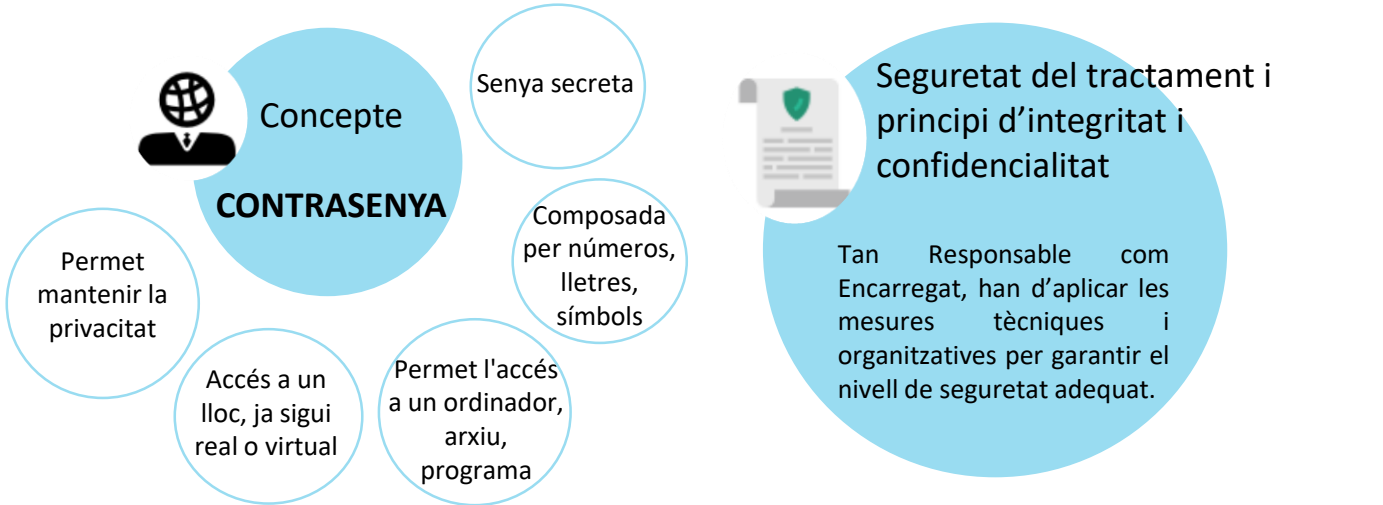 Concepte
CONTRASENYA
Senya secreta
Composada
per números,
lletres,
símbols
Permet l'accés
a un ordinador,
arxiu,
programa
Accés a un
lloc, ja sigui
real o virtual
Permet
mantenir la
privacitat
Seguretat del tractament i
principi d’integritat i
confidencialitat
Tan Responsable com
Encarregat, han d’aplicar les
mesures tècniques i
organitzatives per garantir el
nivell de seguretat adequat.